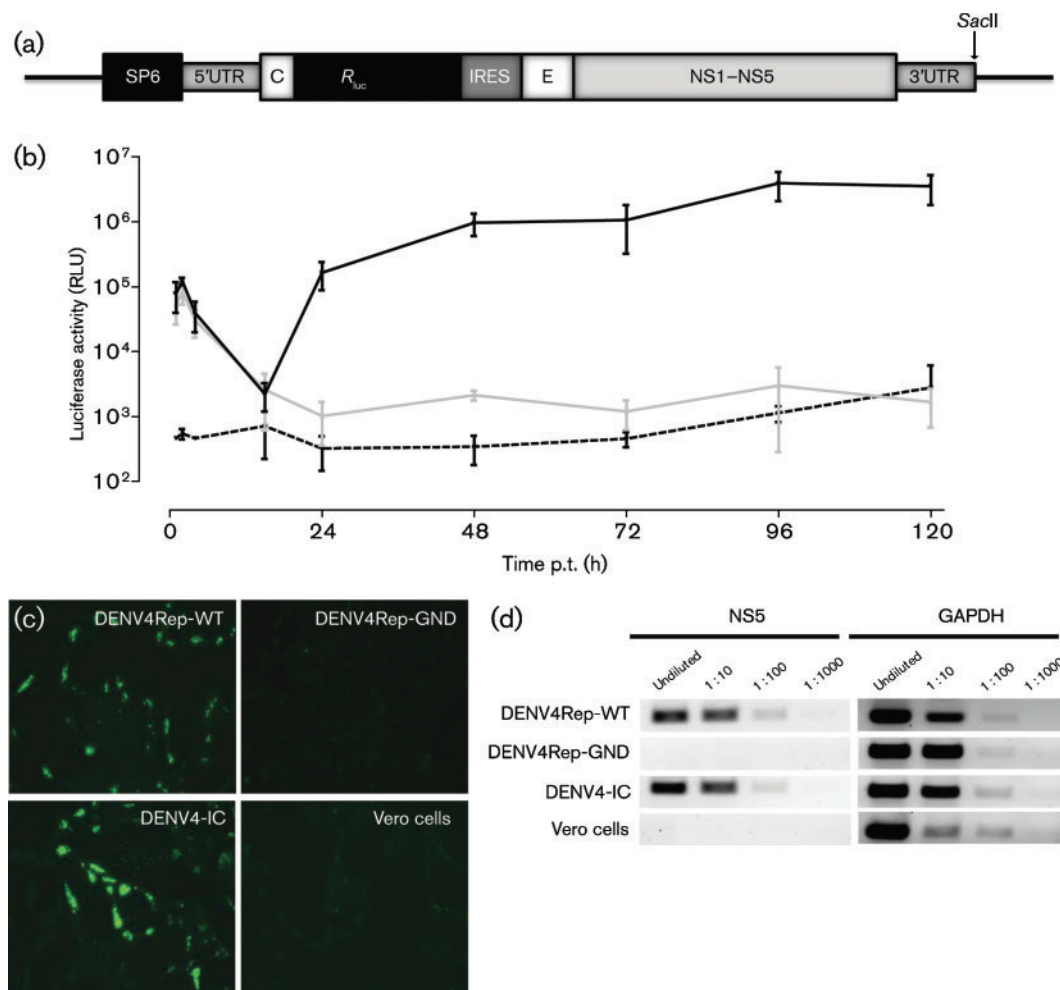 (a)
SacII
SP6 5′UTR C Rluc IRES E NS1–NS5 3′UTR
(b)
Luciferase activity (RLU)
10⁷
10⁶
10⁵
10⁴
10³
10²
0 24 48 72 96 120
Time p.t. (h)
(c)
DENV4Rep-WT DENV4Rep-GND
DENV4-IC Vero cells
(d)
NS5 GAPDH
Undiluted 1:10 1:100 1:1000 Undiluted 1:10 1:100 1:1000
DENV4Rep-WT
DENV4Rep-GND
DENV4-IC
Vero cells